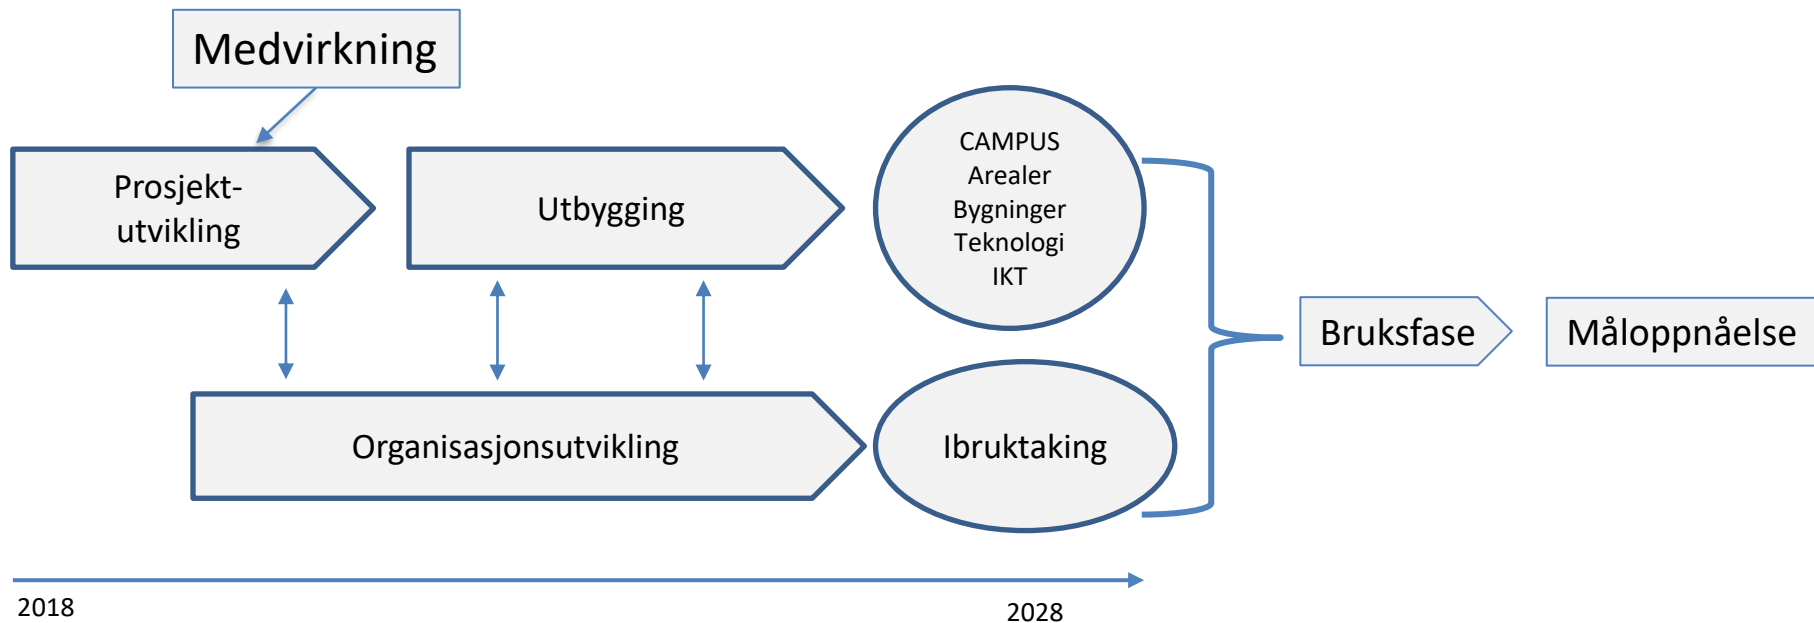 Medvirkning
Prosjekt-
utvikling
Utbygging
CAMPUS
Arealer
Bygninger
Teknologi
IKT
Bruksfase
Måloppnåelse
Organisasjonsutvikling
Ibruktaking
2018
2028